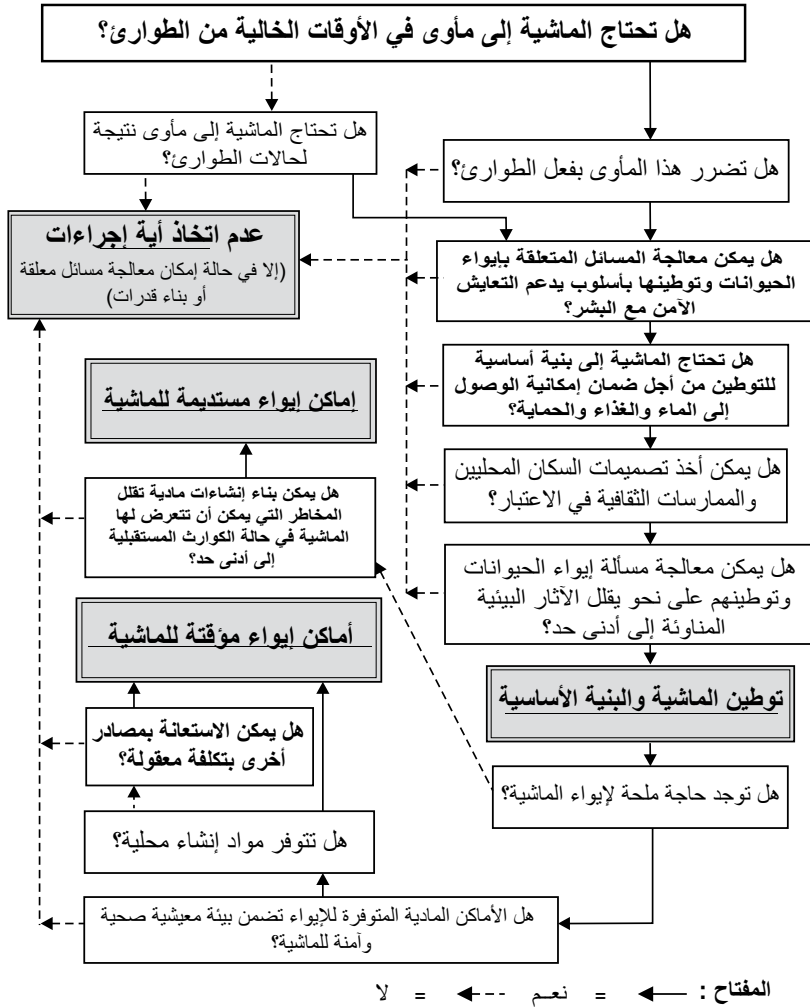 هل تحتاج الماشية إلى مأوى في الأوقات الخالية من الطوارئ؟
هل تحتاج الماشية إلى مأوى نتيجة
لحالات الطوارئ؟
هل تضرر هذا المأوى بفعل الطوارئ؟
عدم اتخاذ أية إجراءات
(إلا في حالة إمكان معالجة مسائل معلقة
أو بناء قدرات)
هل يمكن معالجة المسائل المتعلقة بإيواء
الحيوانات وتوطينها بأسلوب يدعم التعايش
الآمن مع البشر؟
هل تحتاج الماشية إلى بنية أساسية
للتوطين من أجل ضمان إمكانية الوصول
إلى الماء والغذاء والحماية؟
إماكن إيواء مستديمة للماشية
هل يمكن أخذ تصميمات السكان المحليين
والممارسات الثقافية في الاعتبار؟
هل يمكن بناء إنشاءات مادية تقلل
المخاطر التي يمكن أن تتعرض لها
الماشية في حالة الكوارث المستقبلية
إلى أدنى حد؟
هل يمكن معالجة مسألة إيواء الحيوانات
وتوطينهم على نحو يقلل الآثار البيئية
المناوئة إلى أدنى حد؟
أماكن إيواء مؤقتة للماشية
توطين الماشية والبنية الأساسية
هل يمكن الاستعانة بمصادر
أخرى بتكلفة معقولة؟
هل توجد حاجة ملحة لإيواء الماشية؟
هل تتوفر مواد إنشاء محلية؟
هل الأماكن المادية المتوفرة للإيواء تضمن بيئة معيشية صحية
وآمنة للماشية؟
المفتاح : = نعـم = لا